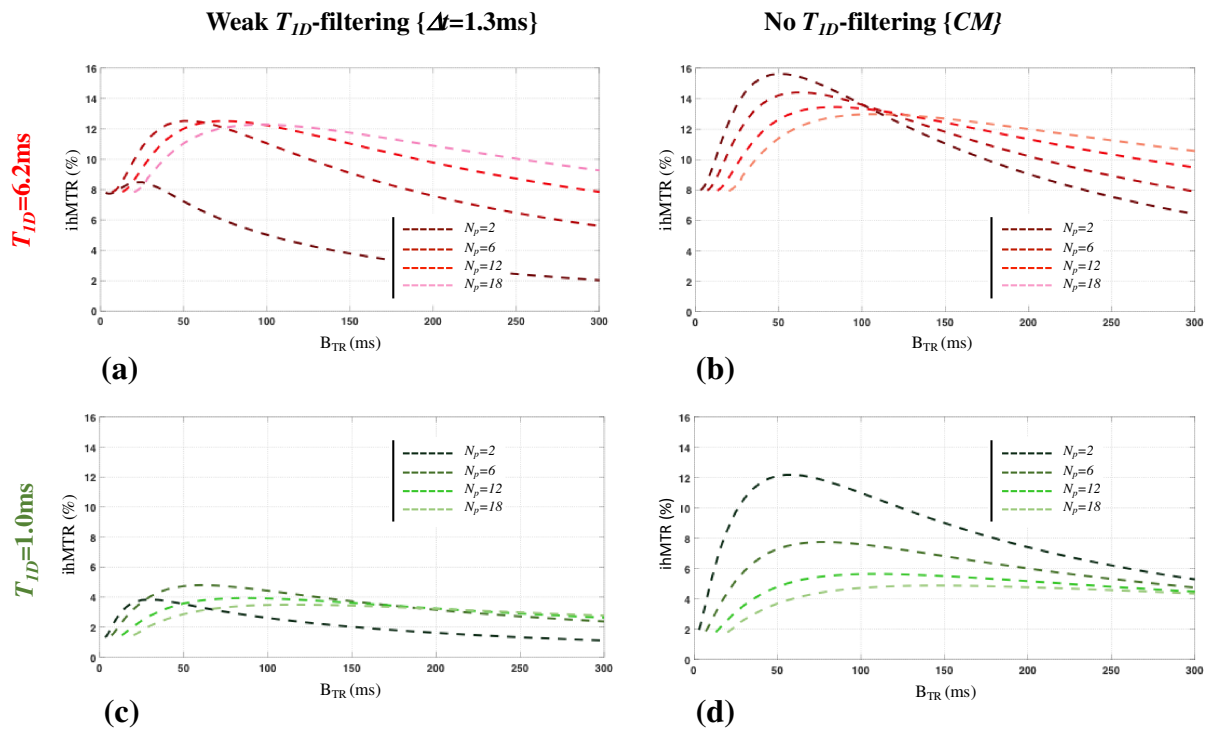 Weak T1D-filtering {Δt=1.3ms}
No T1D-filtering {CM}
T1D=6.2ms
ihMTR (%)
16
14
12
10
8
6
4
2
0
Np=2
Np=6
Np=12
Np=18
0 50 100 150 200 250 300
BTR (ms)
(a)
ihMTR (%)
16
14
12
10
8
6
4
2
0
Np=2
Np=6
Np=12
Np=18
0 50 100 150 200 250 300
BTR (ms)
(b)
T1D=1.0ms
ihMTR (%)
16
14
12
10
8
6
4
2
0
Np=2
Np=6
Np=12
Np=18
0 50 100 150 200 250 300
BTR (ms)
(c)
ihMTR (%)
16
14
12
10
8
6
4
2
0
Np=2
Np=6
Np=12
Np=18
0 50 100 150 200 250 300
BTR (ms)
(d)